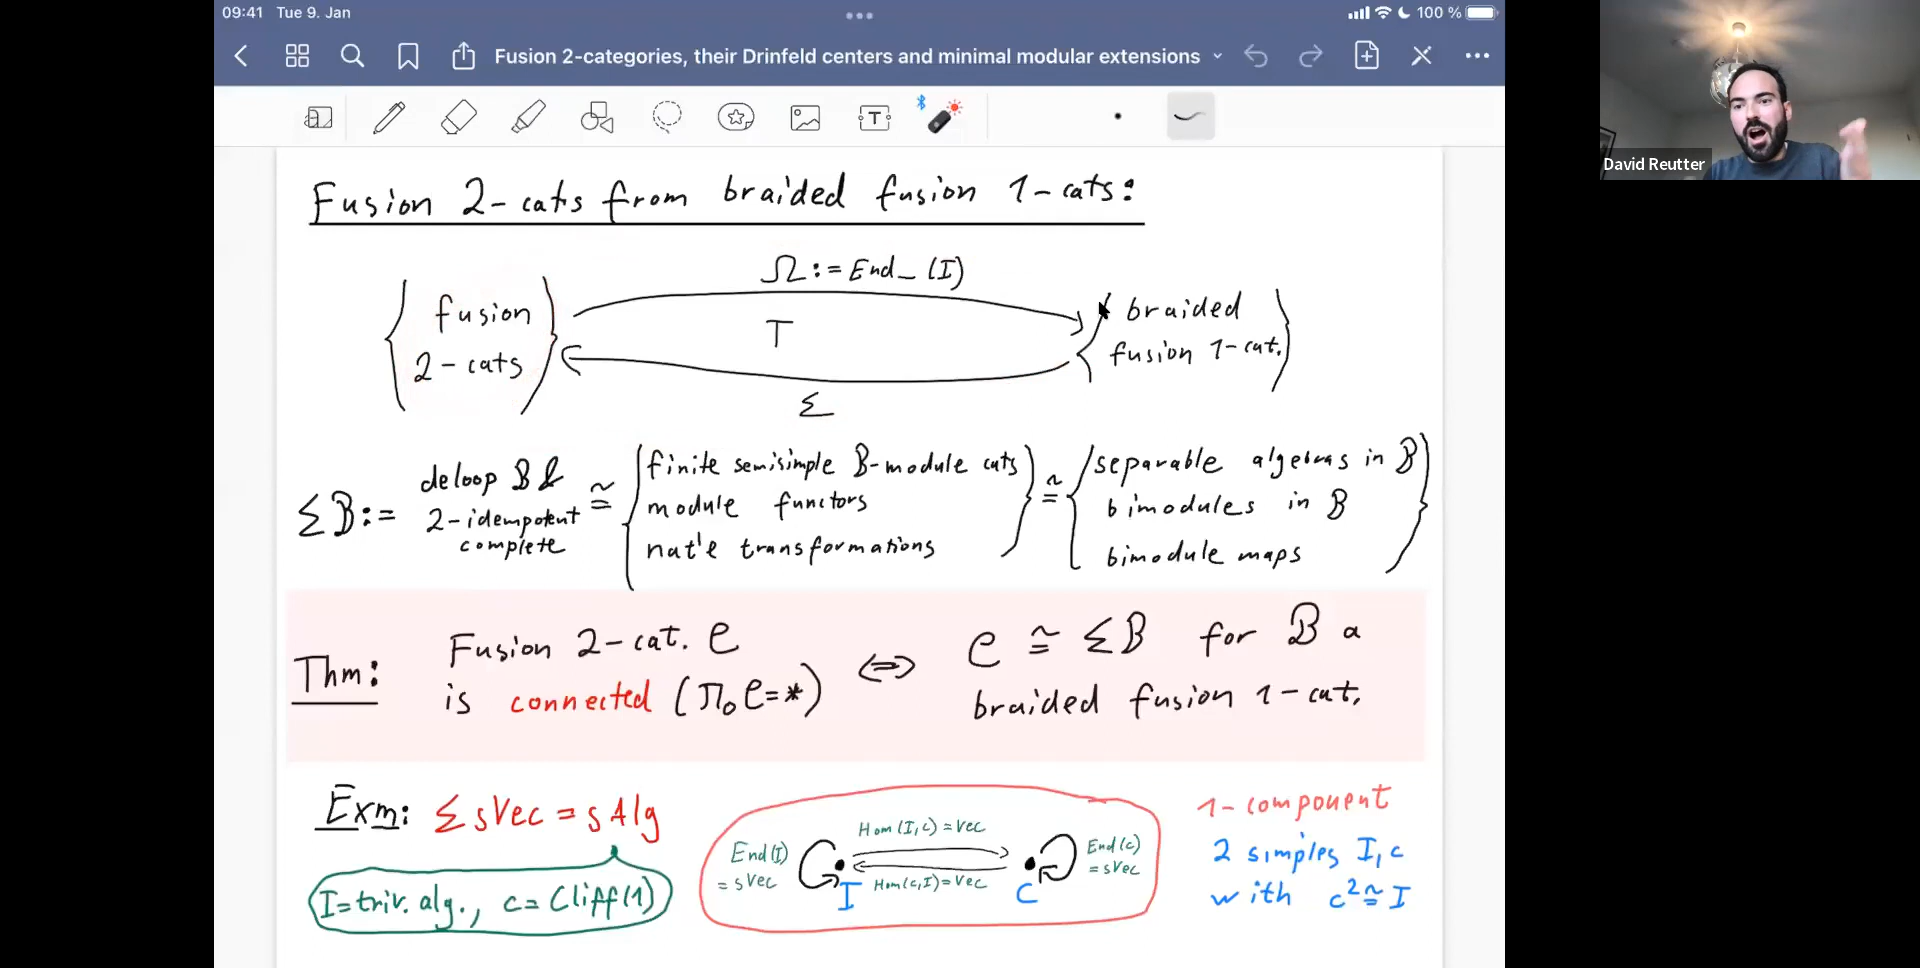 09:41 Tue 9. Jan
100 %
Fusion 2-categories, their Drinfeld centers and minimal modular extensions
David Reutter
Fusion 2-cats from braided fusion 1-cats:
Ω := End_ (I)
{ fusion 2-cats }
⊤
{ braided fusion 1-cat. }
Σ
ΣB := deloop B & 2-idempotent complete
≅ { finite semisimple B-module cats
module functors
nat'l transformations }
≅ { separable algebras in B
bimodules in B
bimodule maps }
Thm: Fusion 2-cat. C
is connected (π₀C=*)
⇔ C ≅ ΣB for B a
braided fusion 1-cat.
Exm: ΣsVec = sAlg
I=triv. alg., c= Cliff(1)
End(I)
= sVec
I
Hom(I,c)=Vec
Hom(c,I)=Vec
C
End(c)
= sVec
1-component
2 simples I, c
with c² ≃ I